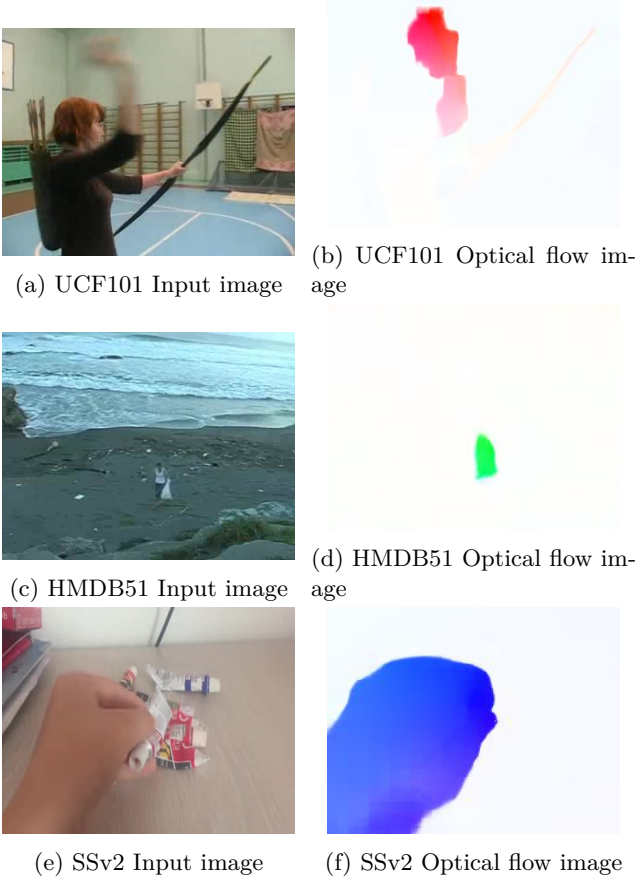 (a) UCF101 Input image
(b) UCF101 Optical flow im-
age
(c) HMDB51 Input image
(d) HMDB51 Optical flow im-
age
(e) SSv2 Input image
(f) SSv2 Optical flow image